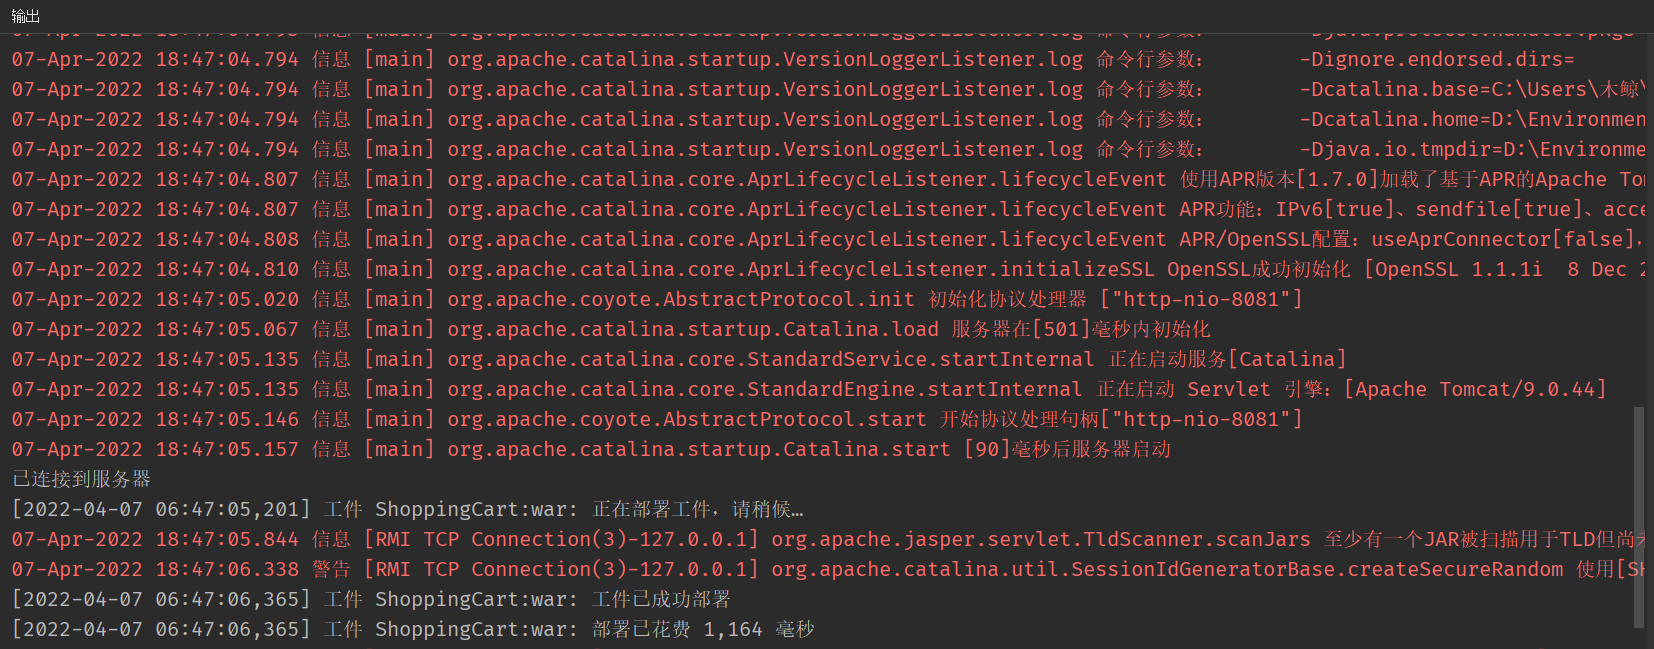 输出
07-Apr-2022 18:47:04.793 信息 [main] org.apache.catalina.startup.VersionLoggerListener.log 命令行参数： -Djava.protocol.handler.pkgs
07-Apr-2022 18:47:04.794 信息 [main] org.apache.catalina.startup.VersionLoggerListener.log 命令行参数： -Dignore.endorsed.dirs=
07-Apr-2022 18:47:04.794 信息 [main] org.apache.catalina.startup.VersionLoggerListener.log 命令行参数： -Dcatalina.base=C:\Users\木鲸\
07-Apr-2022 18:47:04.794 信息 [main] org.apache.catalina.startup.VersionLoggerListener.log 命令行参数： -Dcatalina.home=D:\Environmen
07-Apr-2022 18:47:04.794 信息 [main] org.apache.catalina.startup.VersionLoggerListener.log 命令行参数： -Djava.io.tmpdir=D:\Environme
07-Apr-2022 18:47:04.807 信息 [main] org.apache.catalina.core.AprLifecycleListener.lifecycleEvent 使用APR版本[1.7.0]加载了基于APR的Apache Tom
07-Apr-2022 18:47:04.807 信息 [main] org.apache.catalina.core.AprLifecycleListener.lifecycleEvent APR功能：IPv6[true]、sendfile[true]、acce
07-Apr-2022 18:47:04.808 信息 [main] org.apache.catalina.core.AprLifecycleListener.lifecycleEvent APR/OpenSSL配置：useAprConnector[false]，
07-Apr-2022 18:47:04.810 信息 [main] org.apache.catalina.core.AprLifecycleListener.initializeSSL OpenSSL成功初始化 [OpenSSL 1.1.1i  8 Dec 2
07-Apr-2022 18:47:05.020 信息 [main] org.apache.coyote.AbstractProtocol.init 初始化协议处理器 ["http-nio-8081"]
07-Apr-2022 18:47:05.067 信息 [main] org.apache.catalina.startup.Catalina.load 服务器在[501]毫秒内初始化
07-Apr-2022 18:47:05.135 信息 [main] org.apache.catalina.core.StandardService.startInternal 正在启动服务[Catalina]
07-Apr-2022 18:47:05.135 信息 [main] org.apache.catalina.core.StandardEngine.startInternal 正在启动 Servlet 引擎：[Apache Tomcat/9.0.44]
07-Apr-2022 18:47:05.146 信息 [main] org.apache.coyote.AbstractProtocol.start 开始协议处理句柄["http-nio-8081"]
07-Apr-2022 18:47:05.157 信息 [main] org.apache.catalina.startup.Catalina.start [90]毫秒后服务器启动
已连接到服务器
[2022-04-07 06:47:05,201] 工件 ShoppingCart:war: 正在部署工件，请稍候…
07-Apr-2022 18:47:05.844 信息 [RMI TCP Connection(3)-127.0.0.1] org.apache.jasper.servlet.TldScanner.scanJars 至少有一个JAR被扫描用于TLD但尚
07-Apr-2022 18:47:06.338 警告 [RMI TCP Connection(3)-127.0.0.1] org.apache.catalina.util.SessionIdGeneratorBase.createSecureRandom 使用[SH
[2022-04-07 06:47:06,365] 工件 ShoppingCart:war: 工件已成功部署
[2022-04-07 06:47:06,365] 工件 ShoppingCart:war: 部署已花费 1,164 毫秒